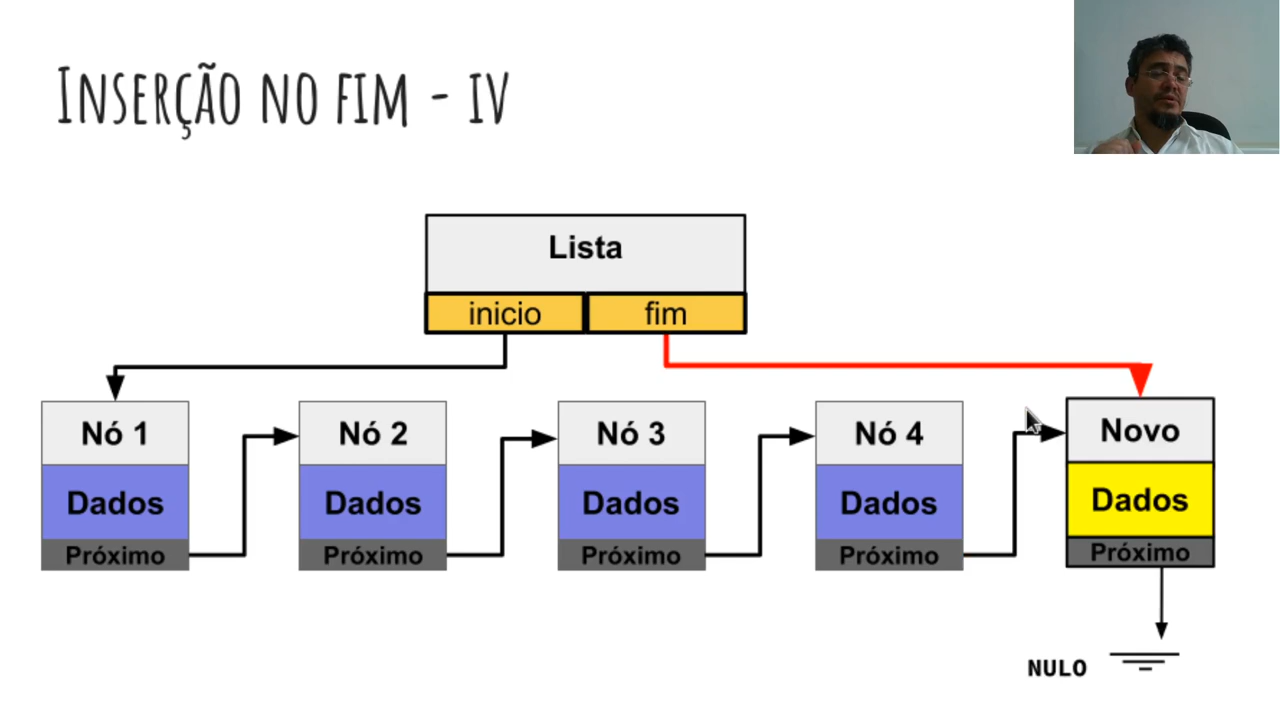 Inserção no fim - IV
Lista
inicio fim
Nó 1 Nó 2 Nó 3 Nó 4 Novo
Dados Dados Dados Dados Dados
Próximo Próximo Próximo Próximo Próximo
NULO